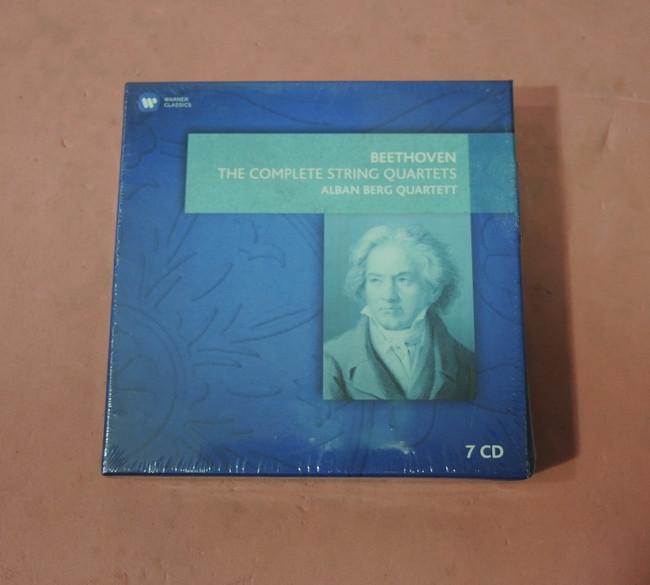 WARNER
CLASSICS
BEETHOVEN
THE COMPLETE STRING QUARTETS
ALBAN BERG QUARTETT
7 CD